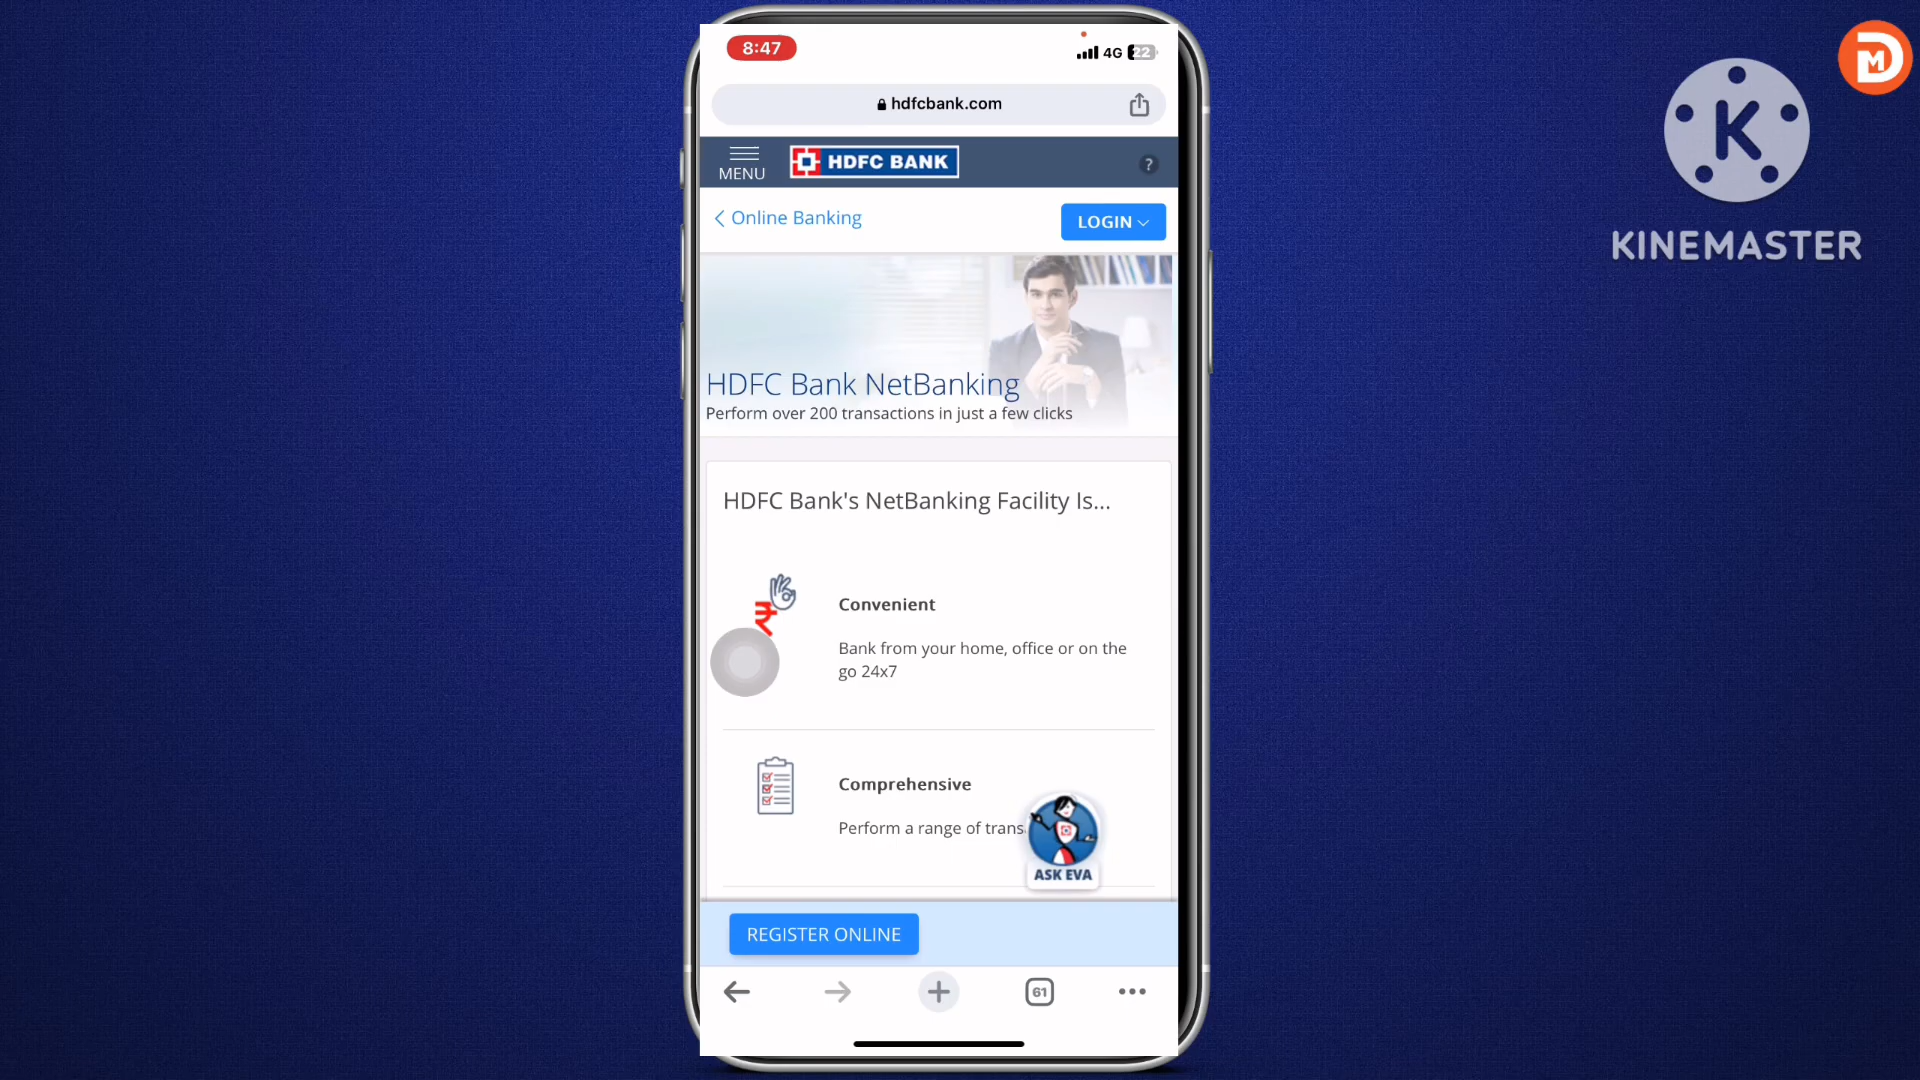 8:47
4G 22
hdfcbank.com
MENU
HDFC BANK
?
Online Banking
LOGIN
HDFC Bank NetBanking
Perform over 200 transactions in just a few clicks
HDFC Bank's NetBanking Facility Is...
₹
Convenient
Bank from your home, office or on the
go 24x7
Comprehensive
Perform a range of trans
ASK EVA
REGISTER ONLINE
61
K
KINEMASTER
DM